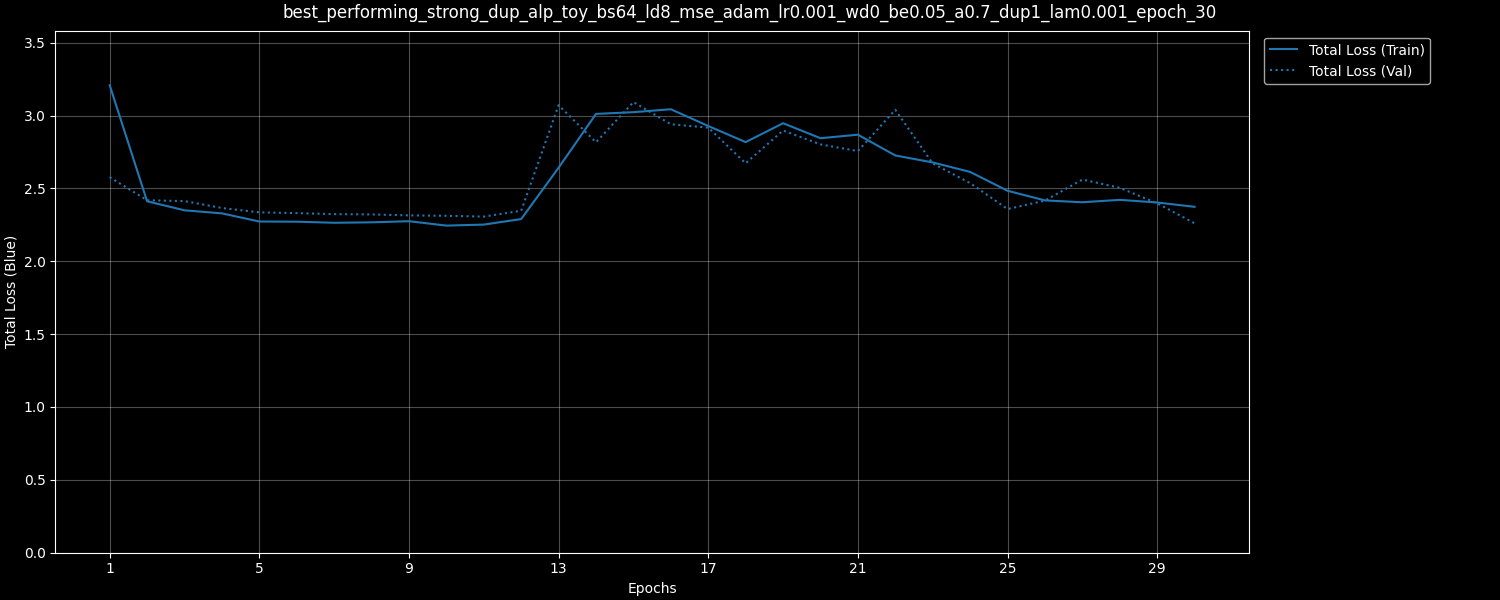 best_performing_strong_dup_alp_toy_bs64_ld8_mse_adam_lr0.001_wd0_be0.05_a0.7_dup1_lam0.001_epoch_30
Total Loss (Train)
Total Loss (Val)
Total Loss (Blue)
3.5
3.0
2.5
2.0
1.5
1.0
0.5
0.0
1 5 9 13 17 21 25 29
Epochs